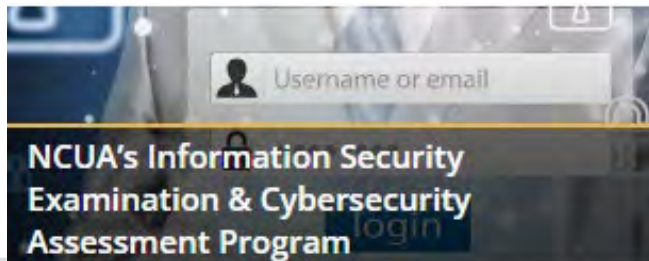 Username or email
NCUA’s Information Security
Examination & Cybersecurity
Assessment Program
login